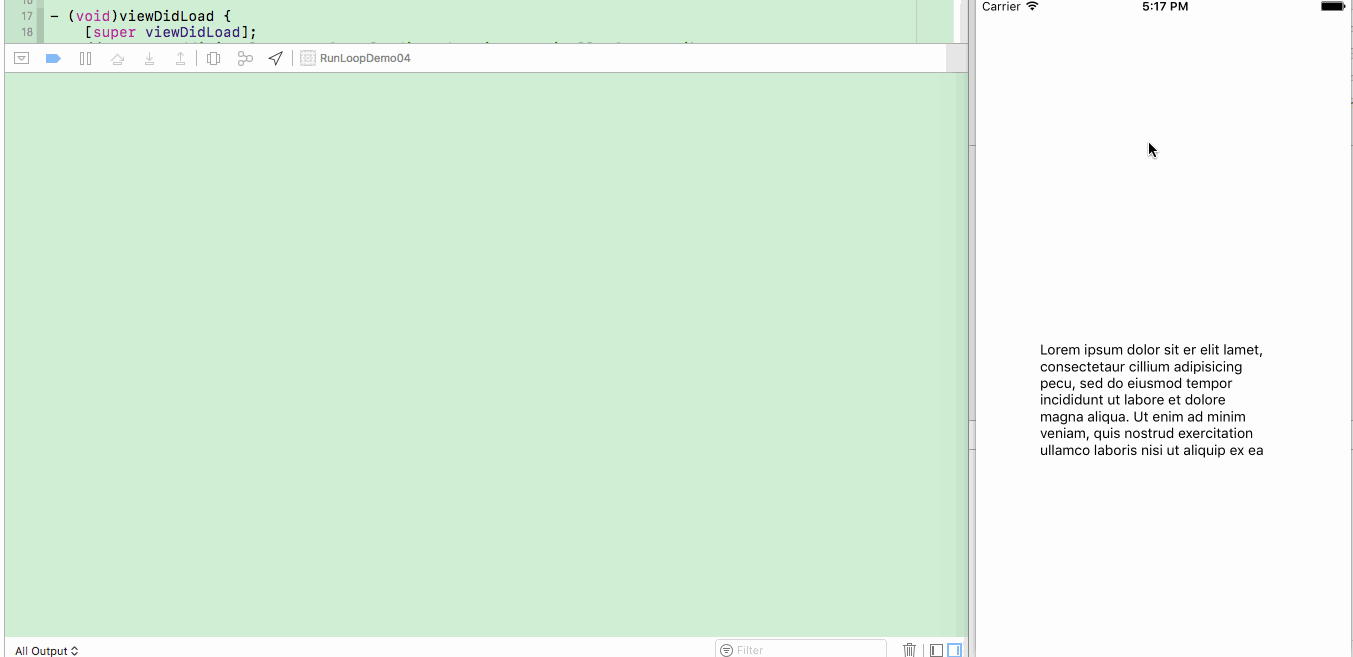 17 - (void)viewDidLoad {
18 [super viewDidLoad];
RunLoopDemo04
All Output
Filter
Carrier 5:17 PM
Lorem ipsum dolor sit er elit lamet,
consectetaur cillium adipisicing
pecu, sed do eiusmod tempor
incididunt ut labore et dolore
magna aliqua. Ut enim ad minim
veniam, quis nostrud exercitation
ullamco laboris nisi ut aliquip ex ea